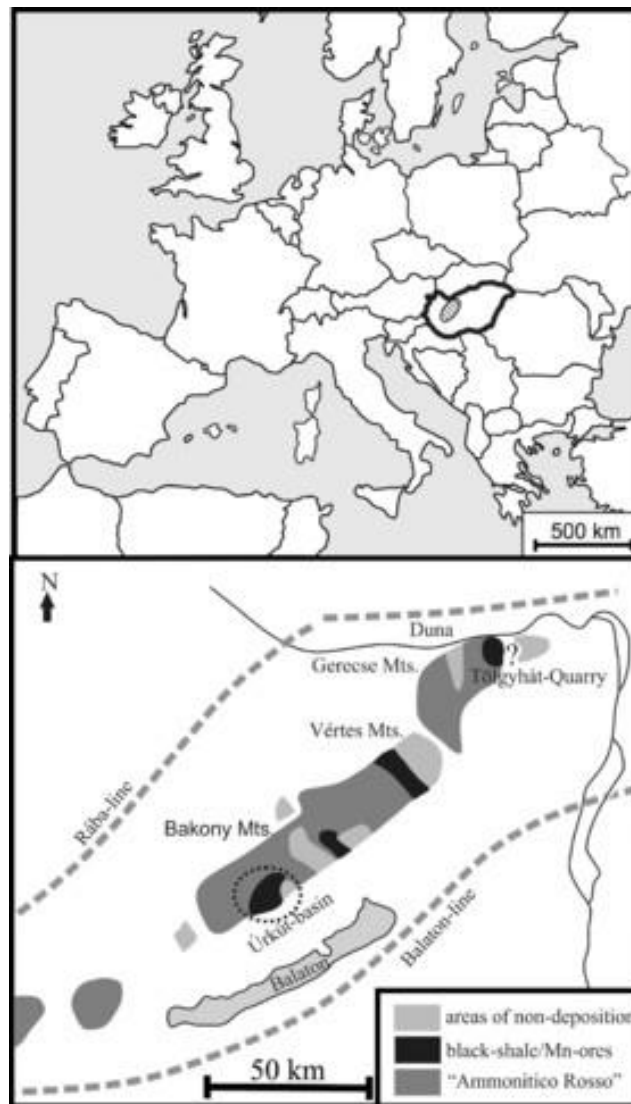 500 km
N
Duna
Gerecse Mts.
?
Tölgyhát-Quarry
Vértes Mts.
Rába-line
Bakony Mts.
Úrkút-basin
Balaton
Balaton-line
50 km
areas of non-deposition
black-shale/Mn-ores
"Ammonitico Rosso"